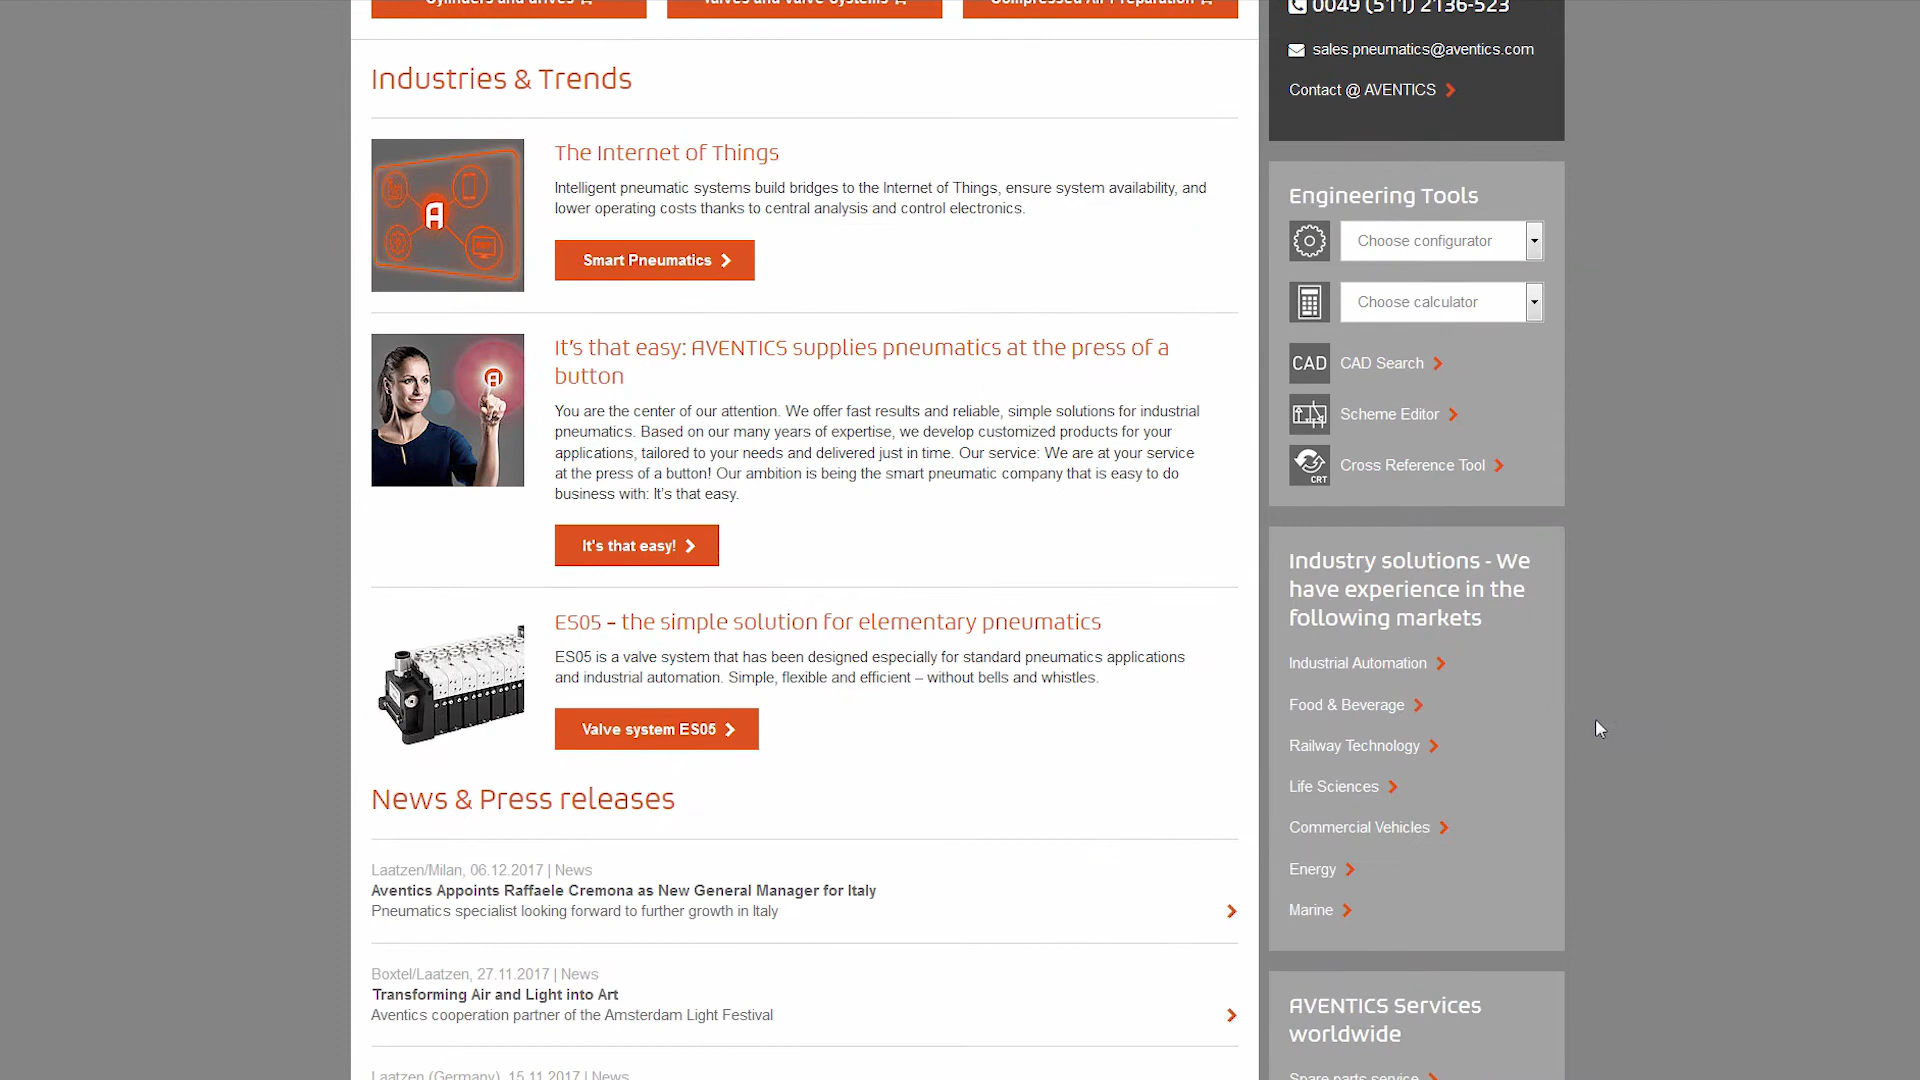 Cylinders and drives
Valves and Valve Systems
Compressed Air Preparation
Industries & Trends
The Internet of Things
Intelligent pneumatic systems build bridges to the Internet of Things, ensure system availability, and
lower operating costs thanks to central analysis and control electronics.
Smart Pneumatics
It's that easy: AVENTICS supplies pneumatics at the press of a
button
You are the center of our attention. We offer fast results and reliable, simple solutions for industrial
pneumatics. Based on our many years of expertise, we develop customized products for your
applications, tailored to your needs and delivered just in time. Our service: We are at your service
at the press of a button! Our ambition is being the smart pneumatic company that is easy to do
business with: It's that easy.
It's that easy!
ES05 – the simple solution for elementary pneumatics
ES05 is a valve system that has been designed especially for standard pneumatics applications
and industrial automation. Simple, flexible and efficient – without bells and whistles.
Valve system ES05
News & Press releases
Laatzen/Milan, 06.12.2017 | News
Aventics Appoints Raffaele Cremona as New General Manager for Italy
Pneumatics specialist looking forward to further growth in Italy
Boxtel/Laatzen, 27.11.2017 | News
Transforming Air and Light into Art
Aventics cooperation partner of the Amsterdam Light Festival
Laatzen (Germany), 15.11.2017 | News
0049 (511) 2136-523
sales.pneumatics@aventics.com
Contact @ AVENTICS
Engineering Tools
Choose configurator
Choose calculator
CAD CAD Search
Scheme Editor
CRT Cross Reference Tool
Industry solutions - We
have experience in the
following markets
Industrial Automation
Food & Beverage
Railway Technology
Life Sciences
Commercial Vehicles
Energy
Marine
AVENTICS Services
worldwide
Spare parts service